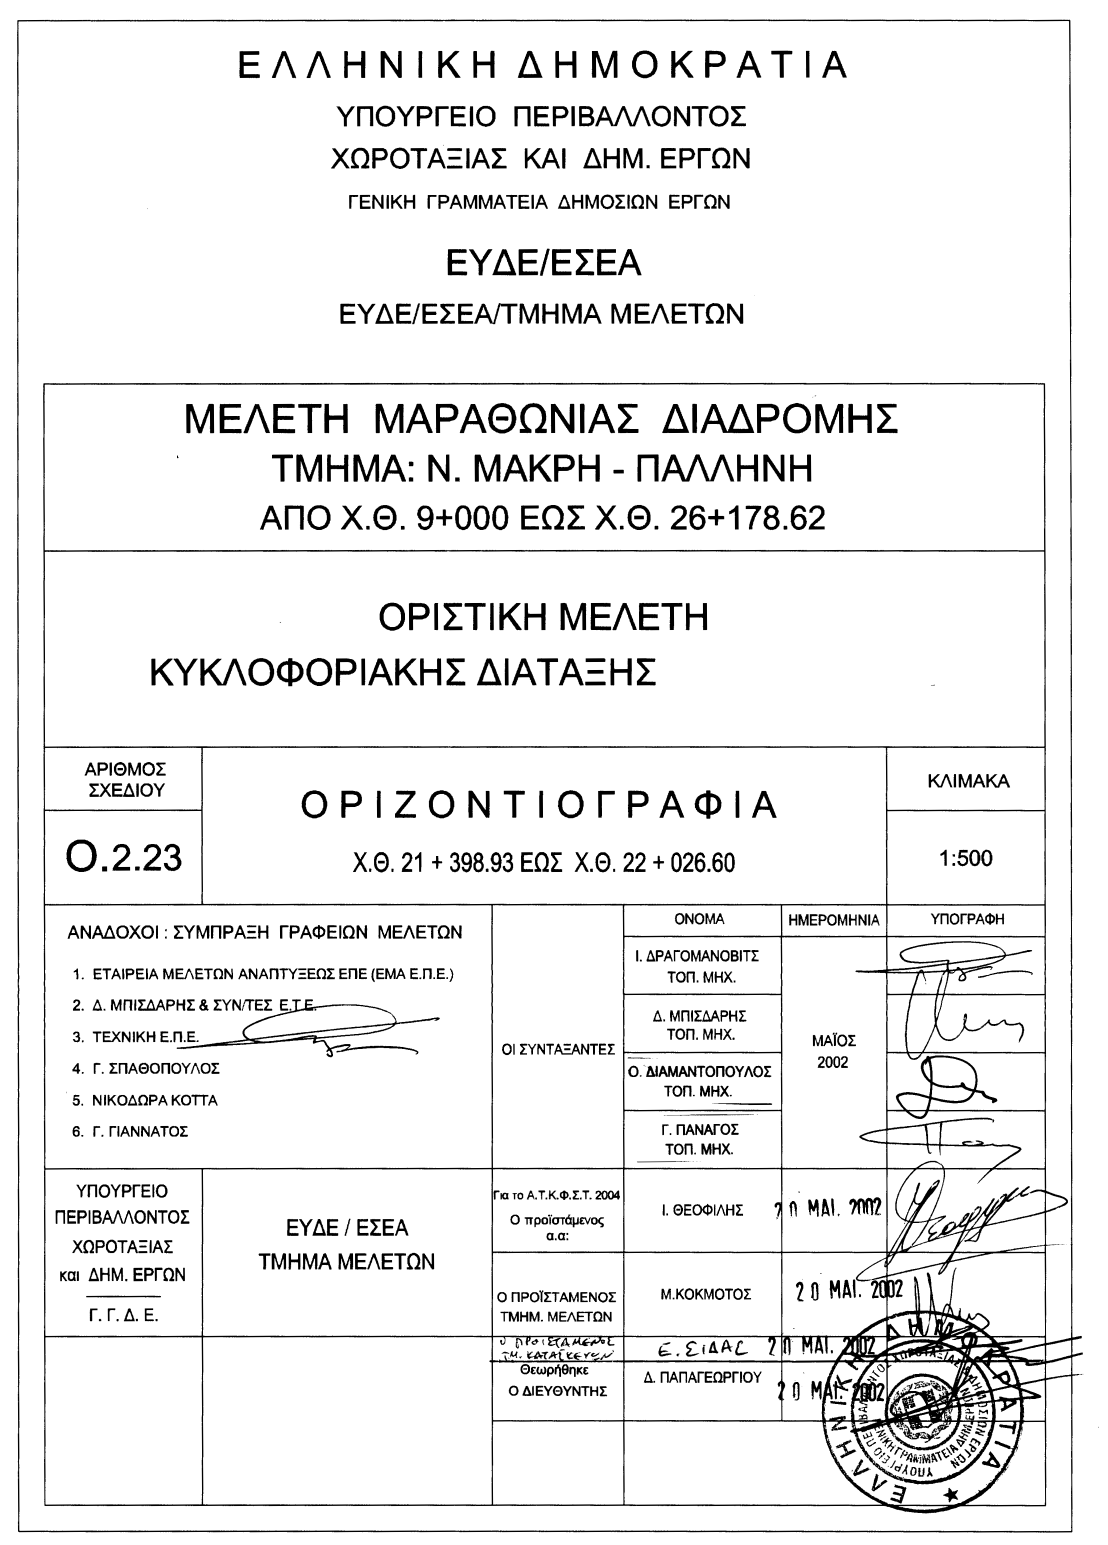 ΕΛΛΗΝΙΚΗ ΔΗΜΟΚΡΑΤΙΑ
ΥΠΟΥΡΓΕΙΟ ΠΕΡΙΒΑΛΛΟΝΤΟΣ
ΧΩΡΟΤΑΞΙΑΣ ΚΑΙ ΔΗΜ. ΕΡΓΩΝ
ΓΕΝΙΚΗ ΓΡΑΜΜΑΤΕΙΑ ΔΗΜΟΣΙΩΝ ΕΡΓΩΝ
ΕΥΔΕ/ΕΣΕΑ
ΕΥΔΕ/ΕΣΕΑ/ΤΜΗΜΑ ΜΕΛΕΤΩΝ
ΜΕΛΕΤΗ ΜΑΡΑΘΩΝΙΑΣ ΔΙΑΔΡΟΜΗΣ
ΤΜΗΜΑ: Ν. ΜΑΚΡΗ - ΠΑΛΛΗΝΗ
ΑΠΟ Χ.Θ. 9+000 ΕΩΣ Χ.Θ. 26+178.62
ΟΡΙΣΤΙΚΗ ΜΕΛΕΤΗ
ΚΥΚΛΟΦΟΡΙΑΚΗΣ ΔΙΑΤΑΞΗΣ
ΑΡΙΘΜΟΣ
ΣΧΕΔΙΟΥ
Ο.2.23
ΟΡΙΖΟΝΤΙΟΓΡΑΦΙΑ
Χ.Θ. 21 + 398.93 ΕΩΣ Χ.Θ. 22 + 026.60
ΚΛΙΜΑΚΑ
1:500
ΑΝΑΔΟΧΟΙ : ΣΥΜΠΡΑΞΗ ΓΡΑΦΕΙΩΝ ΜΕΛΕΤΩΝ
1. ΕΤΑΙΡΕΙΑ ΜΕΛΕΤΩΝ ΑΝΑΠΤΥΞΕΩΣ ΕΠΕ (ΕΜΑ Ε.Π.Ε.)
2. Δ. ΜΠΙΣΔΑΡΗΣ & ΣΥΝ/ΤΕΣ Ε.Τ.Ε.
3. ΤΕΧΝΙΚΗ Ε.Π.Ε.
4. Γ. ΣΠΑΘΟΠΟΥΛΟΣ
5. ΝΙΚΟΔΩΡΑ ΚΟΤΤΑ
6. Γ. ΓΙΑΝΝΑΤΟΣ
ΟΙ ΣΥΝΤΑΞΑΝΤΕΣ
ΟΝΟΜΑ
ΗΜΕΡΟΜΗΝΙΑ
ΥΠΟΓΡΑΦΗ
Ι. ΔΡΑΓΟΜΑΝΟΒΙΤΣ
ΤΟΠ. ΜΗΧ.
Δ. ΜΠΙΣΔΑΡΗΣ
ΤΟΠ. ΜΗΧ.
Ο. ΔΙΑΜΑΝΤΟΠΟΥΛΟΣ
ΤΟΠ. ΜΗΧ.
Γ. ΠΑΝΑΓΟΣ
ΤΟΠ. ΜΗΧ.
ΜΑΪΟΣ
2002
ΥΠΟΥΡΓΕΙΟ
ΠΕΡΙΒΑΛΛΟΝΤΟΣ
ΧΩΡΟΤΑΞΙΑΣ
και ΔΗΜ. ΕΡΓΩΝ
Γ. Γ. Δ. Ε.
ΕΥΔΕ / ΕΣΕΑ
ΤΜΗΜΑ ΜΕΛΕΤΩΝ
Για το Α.Τ.Κ.Φ.Σ.Τ. 2004
Ο προϊστάμενος
α.α:
Ι. ΘΕΟΦΙΛΗΣ
20 ΜΑΙ. 2002
Ο ΠΡΟΪΣΤΑΜΕΝΟΣ
ΤΜΗΜ. ΜΕΛΕΤΩΝ
Μ.ΚΟΚΜΟΤΟΣ
20 ΜΑΙ. 2002
Ο ΠΡΟΙΣΤΑΜΕΝΟΣ
ΤΜ. ΚΑΤΑΣΚΕΥΩΝ
Ε. ΣΙΔΑΣ
20 ΜΑΙ. 2002
Θεωρήθηκε
Ο ΔΙΕΥΘΥΝΤΗΣ
Δ. ΠΑΠΑΓΕΩΡΓΙΟΥ
20 ΜΑΙ. 2002
ΕΛΛΗΝΙΚΗ ΔΗΜΟΚΡΑΤΙΑ